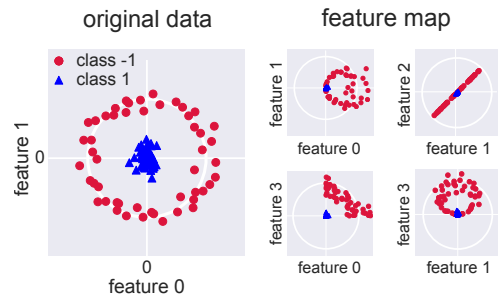 original data
feature map
class -1
class 1
feature 1
0
0
feature 0
feature 1
feature 0
feature 2
feature 1
feature 3
feature 0
feature 3
feature 1